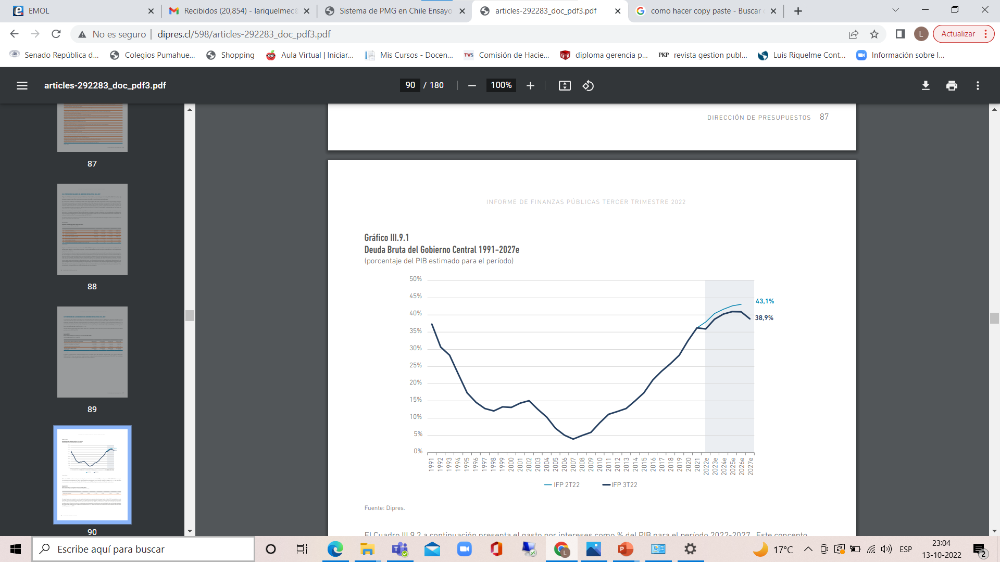 EMOL
Recibidos (20,854) - lariquelmec@
Sistema de PMG en Chile Ensayo
articles-292283_doc_pdf3.pdf
como hacer copy paste - Buscar
No es seguro
dipres.cl/598/articles-292283_doc_pdf3.pdf
L
Actualizar
Senado República d...
Colegios Pumahue...
Shopping
Aula Virtual | Iniciar...
Mis Cursos - Docen...
TVS
Comisión de Hacie...
diploma gerencia p...
PKP
revista gestion publ...
Luis Riquelme Cont...
Información sobre l...
articles-292283_doc_pdf3.pdf
90 / 180
100%
87
88
89
90
DIRECCIÓN DE PRESUPUESTOS 87
INFORME DE FINANZAS PÚBLICAS TERCER TRIMESTRE 2022
Gráfico III.9.1
Deuda Bruta del Gobierno Central 1991-2027e
(porcentaje del PIB estimado para el período)
50%
45%
40%
35%
30%
25%
20%
15%
10%
5%
0%
43,1%
38,9%
1991
1992
1993
1994
1995
1996
1997
1998
1999
2000
2001
2002
2003
2004
2005
2006
2007
2008
2009
2010
2011
2012
2013
2014
2015
2016
2017
2018
2019
2020
2021
2022e
2023e
2024e
2025e
2026e
2027e
IFP 2T22
IFP 3T22
Fuente: Dipres.
El Cuadro III.9.2 a continuación presenta el gasto por intereses como % del PIB para el período 2022-2027. Este concepto
Escribe aquí para buscar
17°C
ESP
23:04
13-10-2022
2